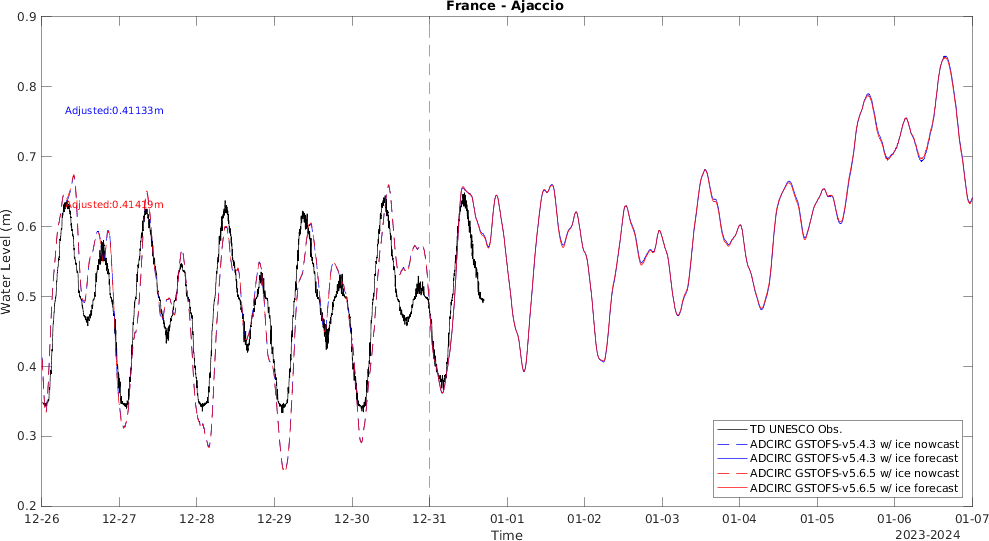 France - Ajaccio
0.9
0.8
0.7
0.6
0.5
0.4
0.3
0.2
Water Level (m)
Adjusted:0.41133m
Adjusted:0.41419m
TD UNESCO Obs.
ADCIRC GSTOFS-v5.4.3 w/ ice nowcast
ADCIRC GSTOFS-v5.4.3 w/ ice forecast
ADCIRC GSTOFS-v5.6.5 w/ ice nowcast
ADCIRC GSTOFS-v5.6.5 w/ ice forecast
12-26 12-27 12-28 12-29 12-30 12-31 01-01 01-02 01-03 01-04 01-05 01-06 01-07
Time
2023-2024